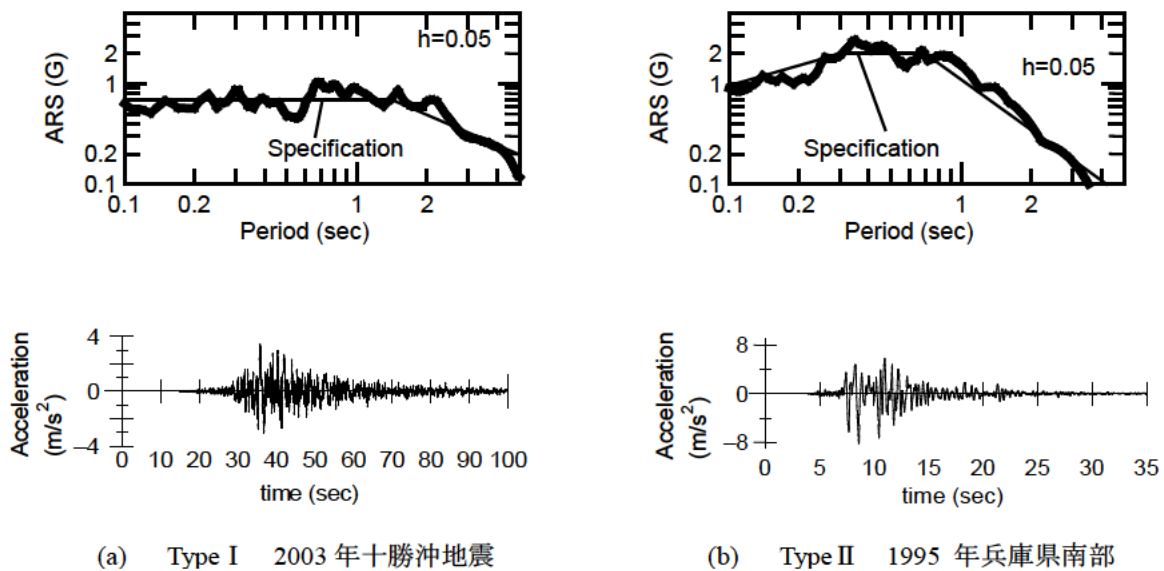 h=0.05
ARS (G)
2
1
0.2
0.1
Specification
0.1 0.2 1 2
Period (sec)
h=0.05
ARS (G)
2
1
0.2
0.1
Specification
0.1 0.2 1 2
Period (sec)
Acceleration
(m/s²)
4
0
−4
10 20 30 40 50 60 70 80 90 100
0
time (sec)
Acceleration
(m/s²)
8
0
−8
0 5 10 15 20 25 30 35
time (sec)
(a) Type Ⅰ 2003 年十勝沖地震
(b) Type Ⅱ 1995 年兵庫県南部